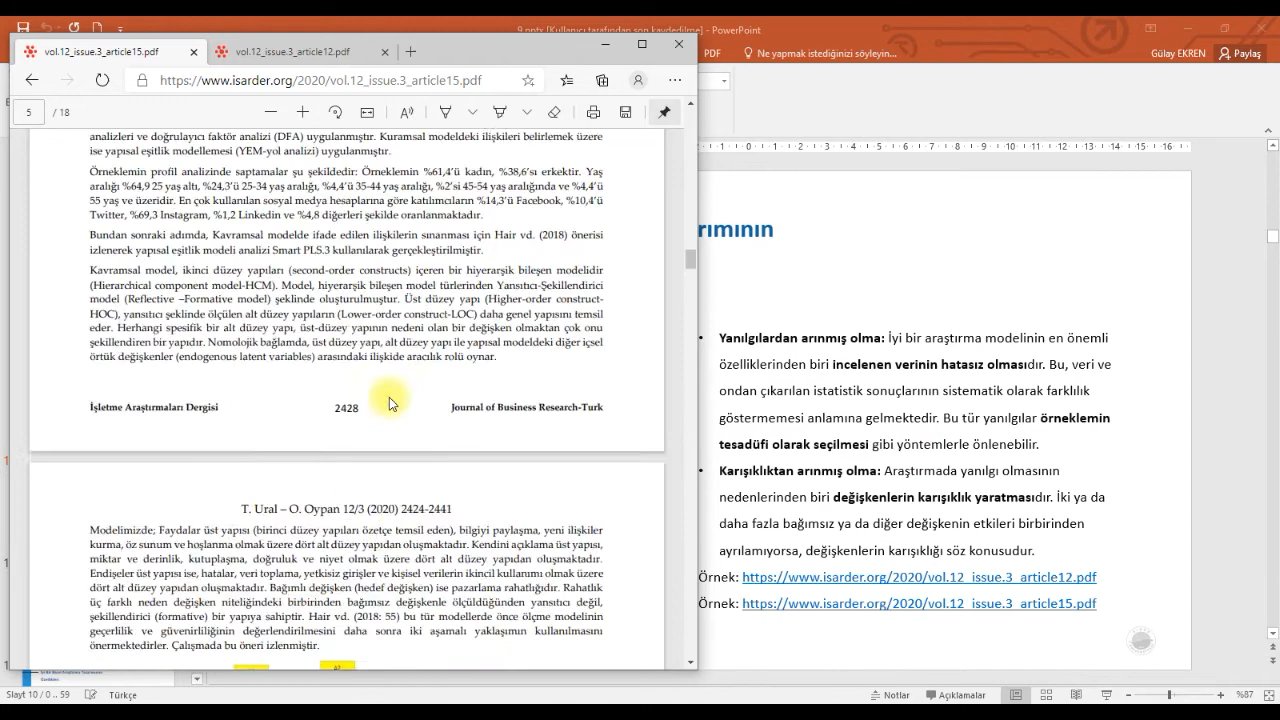 9.pptx [Kullanıcı tarafından son kaydedilme] - PowerPoint
vol.12_issue.3_article15.pdf
vol.12_issue.3_article12.pdf
PDF
Ne yapmak istediğinizi söyleyin...
Gülay EKREN
Paylaş
https://www.isarder.org/2020/vol.12_issue.3_article15.pdf
5 / 18
analizleri ve doğrulayıcı faktör analizi (DFA) uygulanmıştır. Kuramsal modeldeki ilişkileri belirlemek üzere
ise yapısal eşitlik modellemesi (YEM-yol analizi) uygulanmıştır.
Örneklemin profil analizinde saptamalar şu şekildedir: Örneklemin %61,4'ü kadın, %38,6'sı erkektir. Yaş
aralığı %64,9 25 yaş altı, %24,3'ü 25-34 yaş aralığı, %4,4'ü 35-44 yaş aralığı, %2'si 45-54 yaş aralığında ve %4,4'ü
55 yaş ve üzeridir. En çok kullanılan sosyal medya hesaplarına göre katılımcıların %14,3'ü Facebook, %10,4'ü
Twitter, %69,3 Instagram, %1,2 Linkedin ve %4,8 diğerleri şekilde oranlanmaktadır.
Bundan sonraki adımda, Kavramsal modelde ifade edilen ilişkilerin sınanması için Hair vd. (2018) önerisi
izlenerek yapısal eşitlik modeli analizi Smart PLS.3 kullanılarak gerçekleştirilmiştir.
Kavramsal model, ikinci düzey yapıları (second-order constructs) içeren bir hiyerarşik bileşen modelidir
(Hierarchical component model-HCM). Model, hiyerarşik bileşen model türlerinden Yansıtıcı-Şekillendirici
model (Reflective –Formative model) şeklinde oluşturulmuştur. Üst düzey yapı (Higher-order construct-
HOC), yansıtıcı şeklinde ölçülen alt düzey yapıların (Lower-order construct-LOC) daha genel yapısını temsil
eder. Herhangi spesifik bir alt düzey yapı, üst-düzey yapının nedeni olan bir değişken olmaktan çok onu
şekillendiren bir yapıdır. Nomolojik bağlamda, üst düzey yapı, alt düzey yapı ile yapısal modeldeki diğer içsel
örtük değişkenler (endogenous latent variables) arasındaki ilişkide aracılık rolü oynar.
İşletme Araştırmaları Dergisi
2428
Journal of Business Research-Turk
T. Ural – O. Oypan 12/3 (2020) 2424-2441
Modelimizde; Faydalar üst yapısı (birinci düzey yapıları özetçe temsil eden), bilgiyi paylaşma, yeni ilişkiler
kurma, öz sunum ve hoşlanma olmak üzere dört alt düzey yapıdan oluşmaktadır. Kendini açıklama üst yapısı,
miktar ve derinlik, kutuplaşma, doğruluk ve niyet olmak üzere dört alt düzey yapıdan oluşmaktadır.
Endişeler üst yapısı ise, hatalar, veri toplama, yetkisiz girişler ve kişisel verilerin ikincil kullanımı olmak üzere
dört alt düzey yapıdan oluşmaktadır. Bağımlı değişken (hedef değişken) ise pazarlama rahatlığıdır. Rahatlık
üç farklı neden değişken niteliğindeki birbirinden bağımsız değişkenle ölçüldüğünden yansıtıcı değil,
şekillendirici (formative) bir yapıya sahiptir. Hair vd. (2018: 55) bu tür modellerde önce ölçme modelinin
geçerlilik ve güvenirliliğinin değerlendirilmesini daha sonra iki aşamalı yaklaşımın kullanılmasını
önermektedirler. Çalışmada bu öneri izlenmiştir.
1 2 3 4 5 6 7 8 9 10 11 12 13 14 15 16
rımının
• Yanılgılardan arınmış olma: İyi bir araştırma modelinin en önemli
özelliklerinden biri incelenen verinin hatasız olmasıdır. Bu, veri ve
ondan çıkarılan istatistik sonuçlarının sistematik olarak farklılık
göstermemesi anlamına gelmektedir. Bu tür yanılgılar örneklemin
tesadüfi olarak seçilmesi gibi yöntemlerle önlenebilir.
• Karışıklıktan arınmış olma: Araştırmada yanılgı olmasının
nedenlerinden biri değişkenlerin karışıklık yaratmasıdır. İki ya da
daha fazla bağımsız ya da diğer değişkenin etkileri birbirinden
ayrılamıyorsa, değişkenlerin karışıklığı söz konusudur.
Örnek: https://www.isarder.org/2020/vol.12_issue.3_article12.pdf
Örnek: https://www.isarder.org/2020/vol.12_issue.3_article15.pdf
Slayt 10 / 0 .. 59
Türkçe
Notlar
Açıklamalar
%87